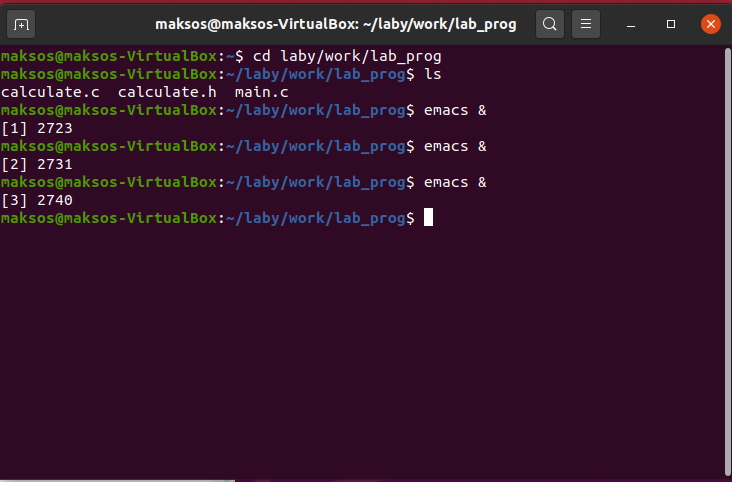 maksos@maksos-VirtualBox: ~/laby/work/lab_prog
maksos@maksos-VirtualBox:~$ cd laby/work/lab_prog
maksos@maksos-VirtualBox:~/laby/work/lab_prog$ ls
calculate.c  calculate.h  main.c
maksos@maksos-VirtualBox:~/laby/work/lab_prog$ emacs &
[1] 2723
maksos@maksos-VirtualBox:~/laby/work/lab_prog$ emacs &
[2] 2731
maksos@maksos-VirtualBox:~/laby/work/lab_prog$ emacs &
[3] 2740
maksos@maksos-VirtualBox:~/laby/work/lab_prog$